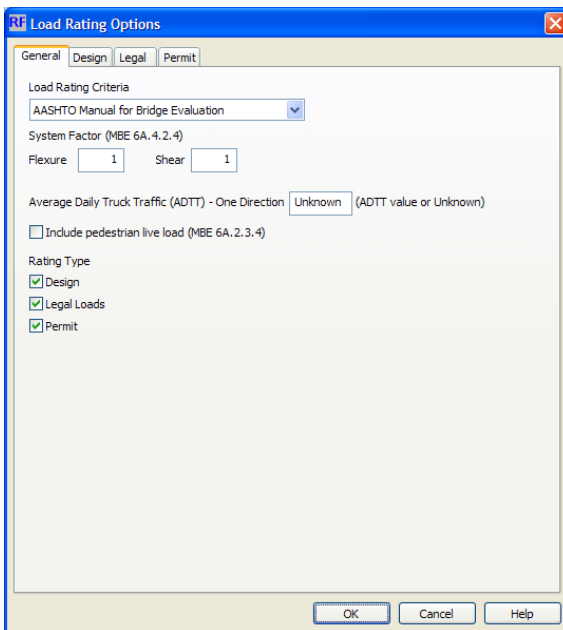 RF Load Rating Options
General Design Legal Permit
Load Rating Criteria
AASHTO Manual for Bridge Evaluation
System Factor (MBE 6A.4.2.4)
Flexure 1 Shear 1
Average Daily Truck Traffic (ADTT) - One Direction Unknown (ADTT value or Unknown)
Include pedestrian live load (MBE 6A.2.3.4)
Rating Type
Design
Legal Loads
Permit
OK Cancel Help